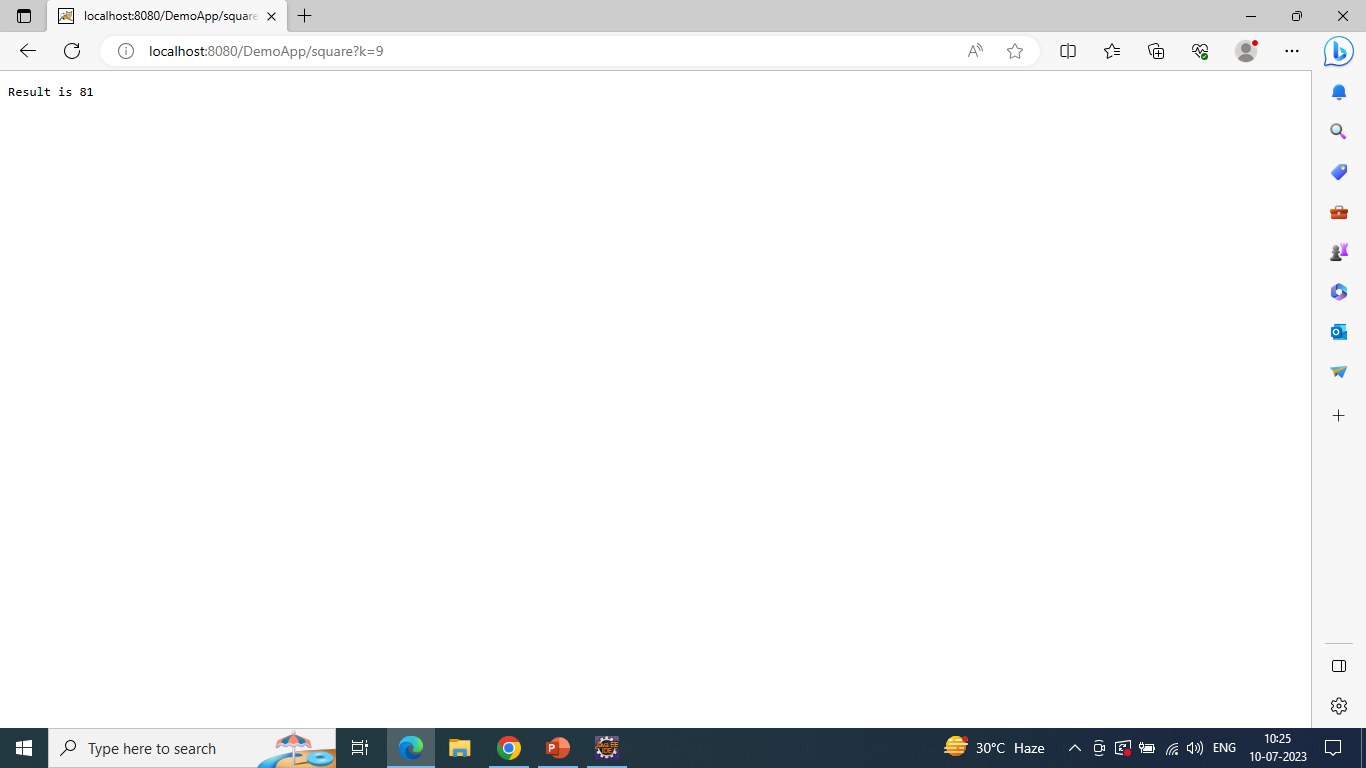 localhost:8080/DemoApp/square
localhost:8080/DemoApp/square?k=9
Result is 81
Type here to search
30°C Haze
ENG
10:25
10-07-2023